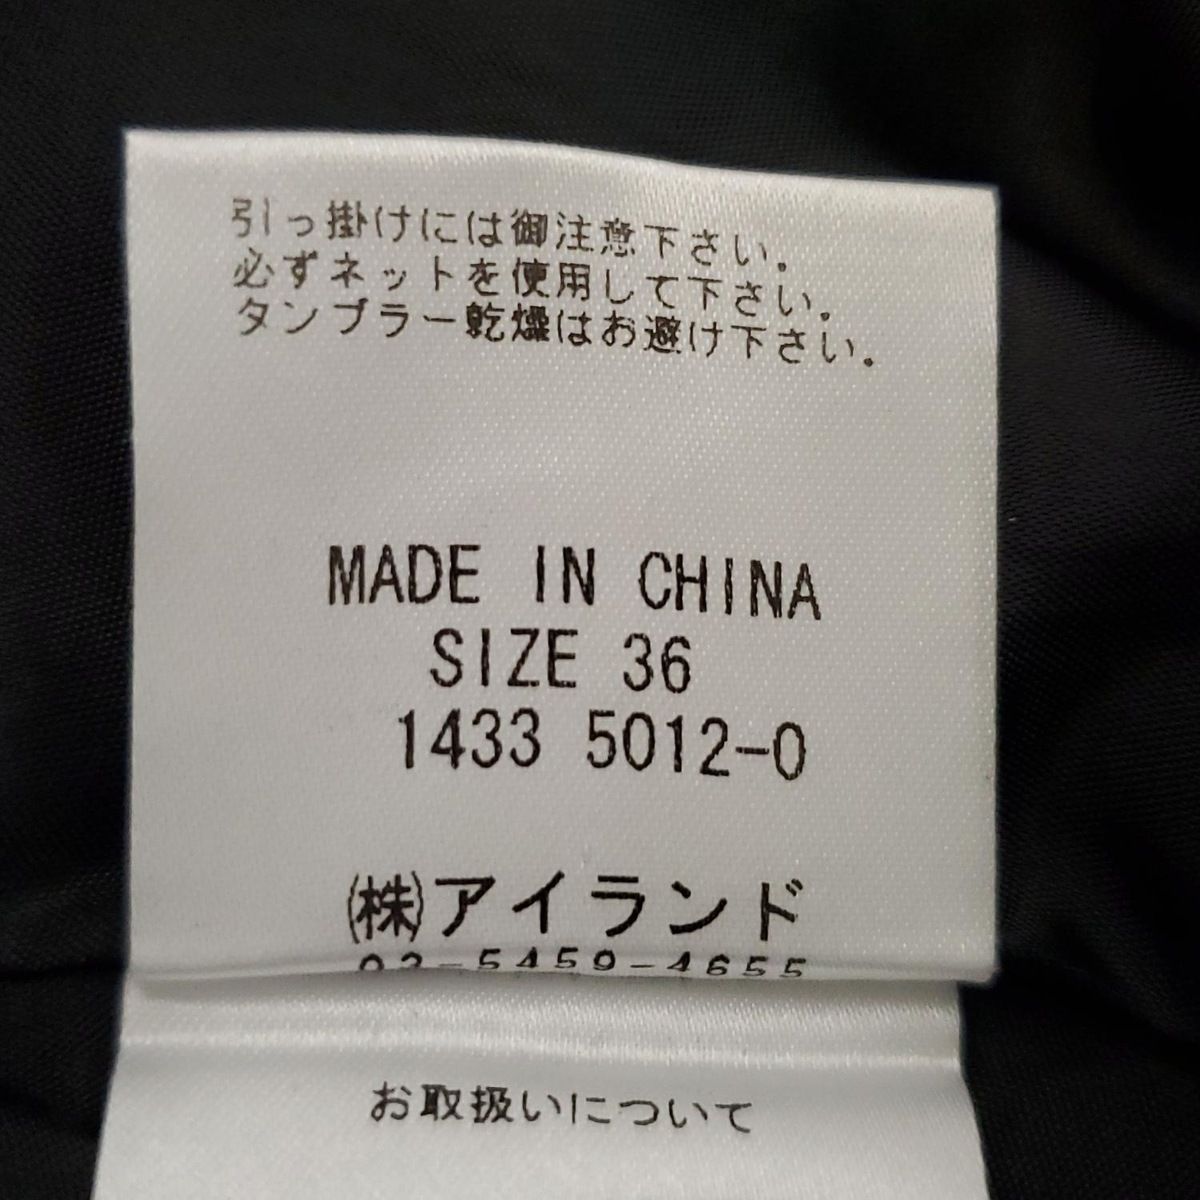 引っ掛けには御注意下さい。
必ずネットを使用して下さい。
タンブラー乾燥はお避け下さい。
MADE IN CHINA
SIZE 36
1433 5012-0
(株)アイランド
03-5459-4655
お取扱いについて